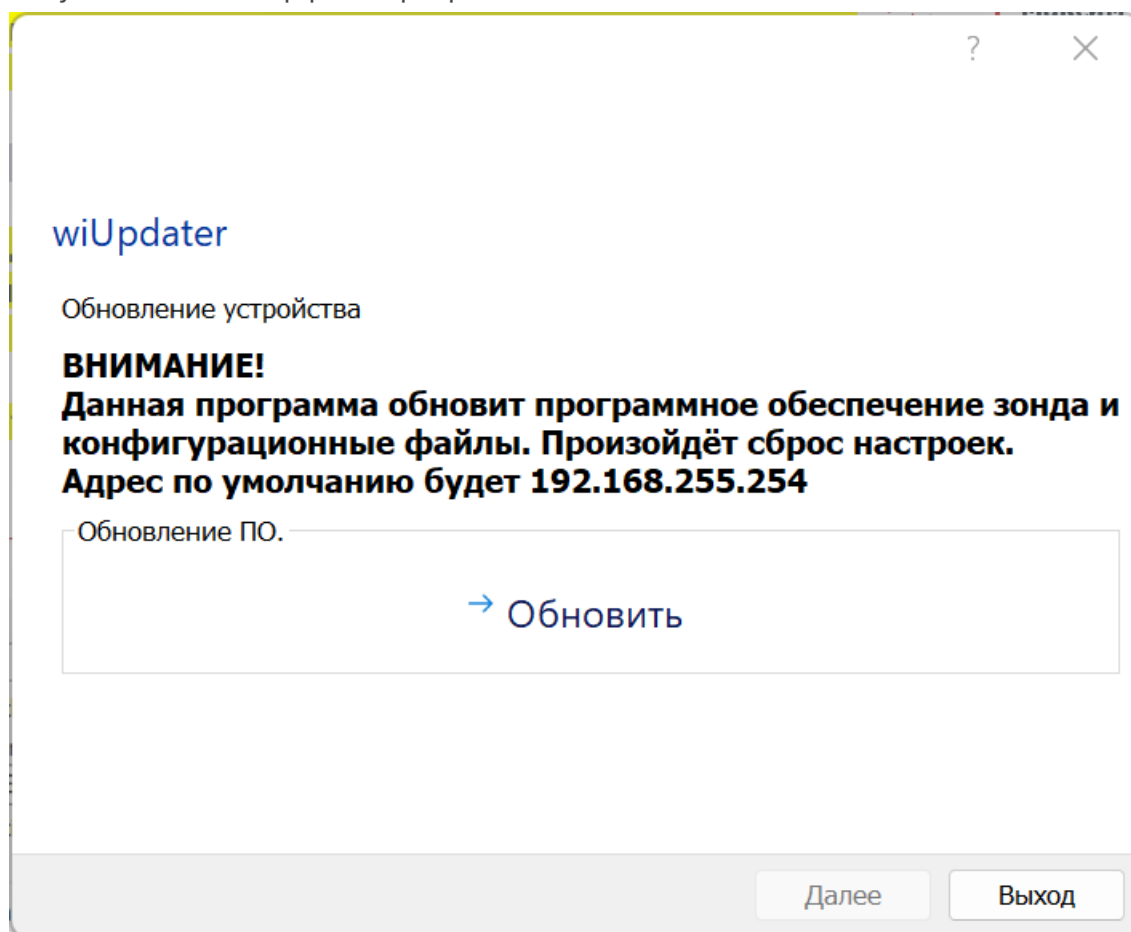 ?
wiUpdater
Обновление устройства
ВНИМАНИЕ!
Данная программа обновит программное обеспечение зонда и
конфигурационные файлы. Произойдёт сброс настроек.
Адрес по умолчанию будет 192.168.255.254
Обновление ПО.
→ Обновить
Далее
Выход